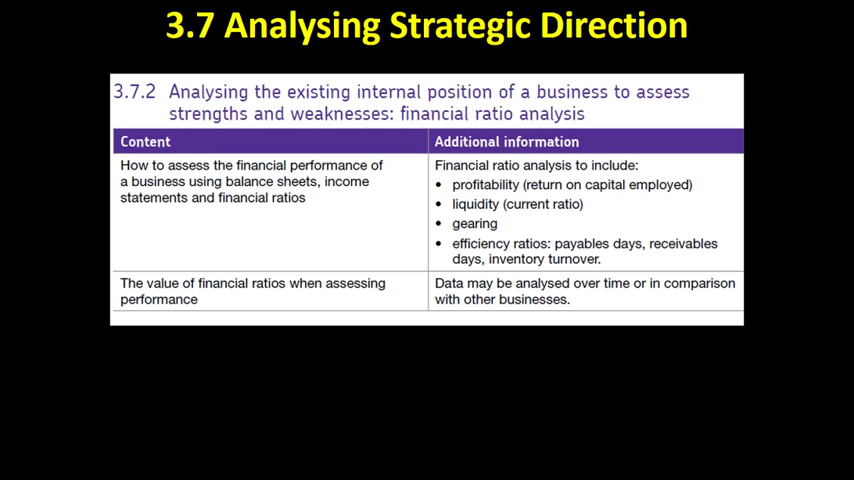 3.7 Analysing Strategic Direction
3.7.2 Analysing the existing internal position of a business to assess
strengths and weaknesses: financial ratio analysis
Content
Additional information
How to assess the financial performance of
a business using balance sheets, income
statements and financial ratios
Financial ratio analysis to include:
• profitability (return on capital employed)
• liquidity (current ratio)
• gearing
• efficiency ratios: payables days, receivables
days, inventory turnover.
The value of financial ratios when assessing
performance
Data may be analysed over time or in comparison
with other businesses.